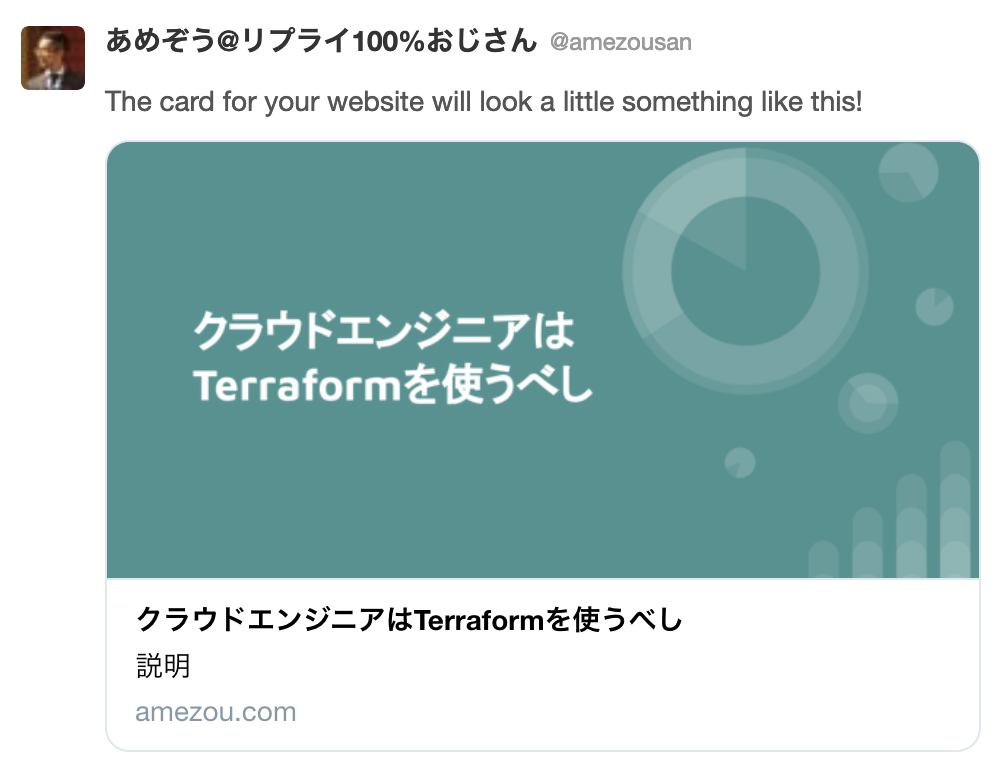 あめぞう@リプライ100%おじさん @amezousan
The card for your website will look a little something like this!
クラウドエンジニアは
Terraformを使うべし
クラウドエンジニアはTerraformを使うべし
説明
amezou.com